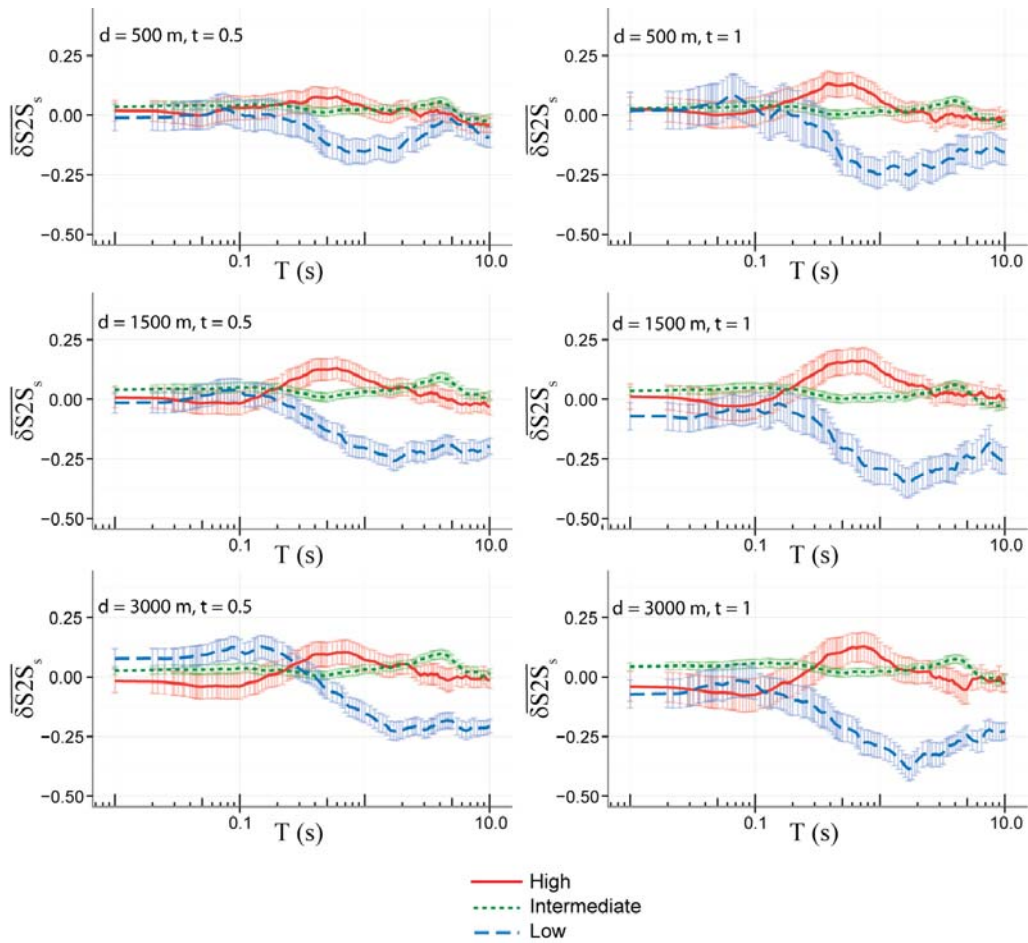 d = 500 m, t = 0.5
0.25
0.00
−0.25
−0.50
δS2Sₛ
0.1
10.0
T (s)
d = 500 m, t = 1
0.25
0.00
−0.25
−0.50
δS2Sₛ
0.1
10.0
T (s)
d = 1500 m, t = 0.5
0.25
0.00
−0.25
−0.50
δS2Sₛ
0.1
10.0
T (s)
d = 1500 m, t = 1
0.25
0.00
−0.25
−0.50
δS2Sₛ
0.1
10.0
T (s)
d = 3000 m, t = 0.5
0.25
0.00
−0.25
−0.50
δS2Sₛ
0.1
10.0
T (s)
d = 3000 m, t = 1
0.25
0.00
−0.25
−0.50
δS2Sₛ
0.1
10.0
T (s)
High
Intermediate
Low